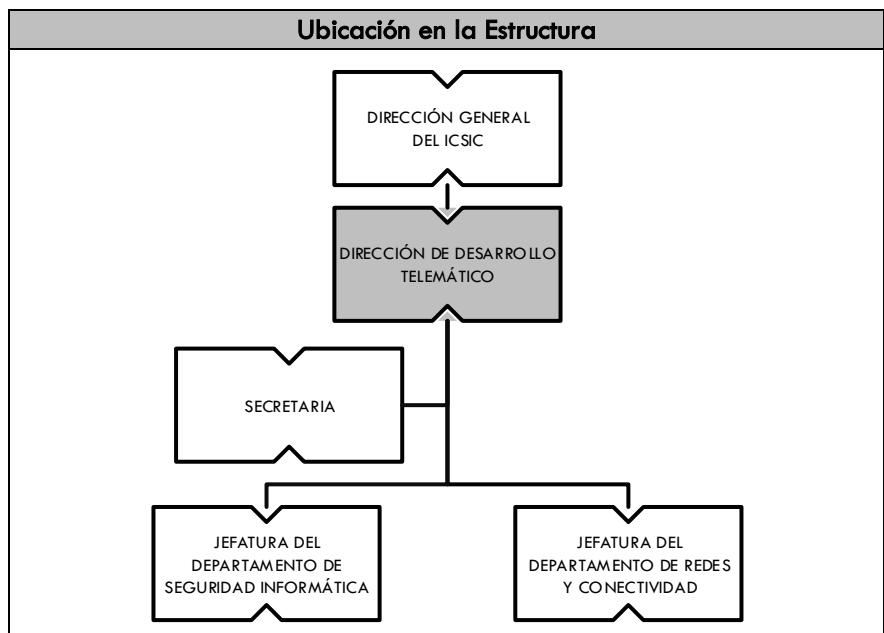 Ubicación en la Estructura
DIRECCIÓN GENERAL
DEL ICSIC
DIRECCIÓN DE DESARROLLO
TELEMÁTICO
SECRETARIA
JEFATURA DEL
DEPARTAMENTO DE
SEGURIDAD INFORMÁTICA
JEFATURA DEL
DEPARTAMENTO DE REDES
Y CONECTIVIDAD